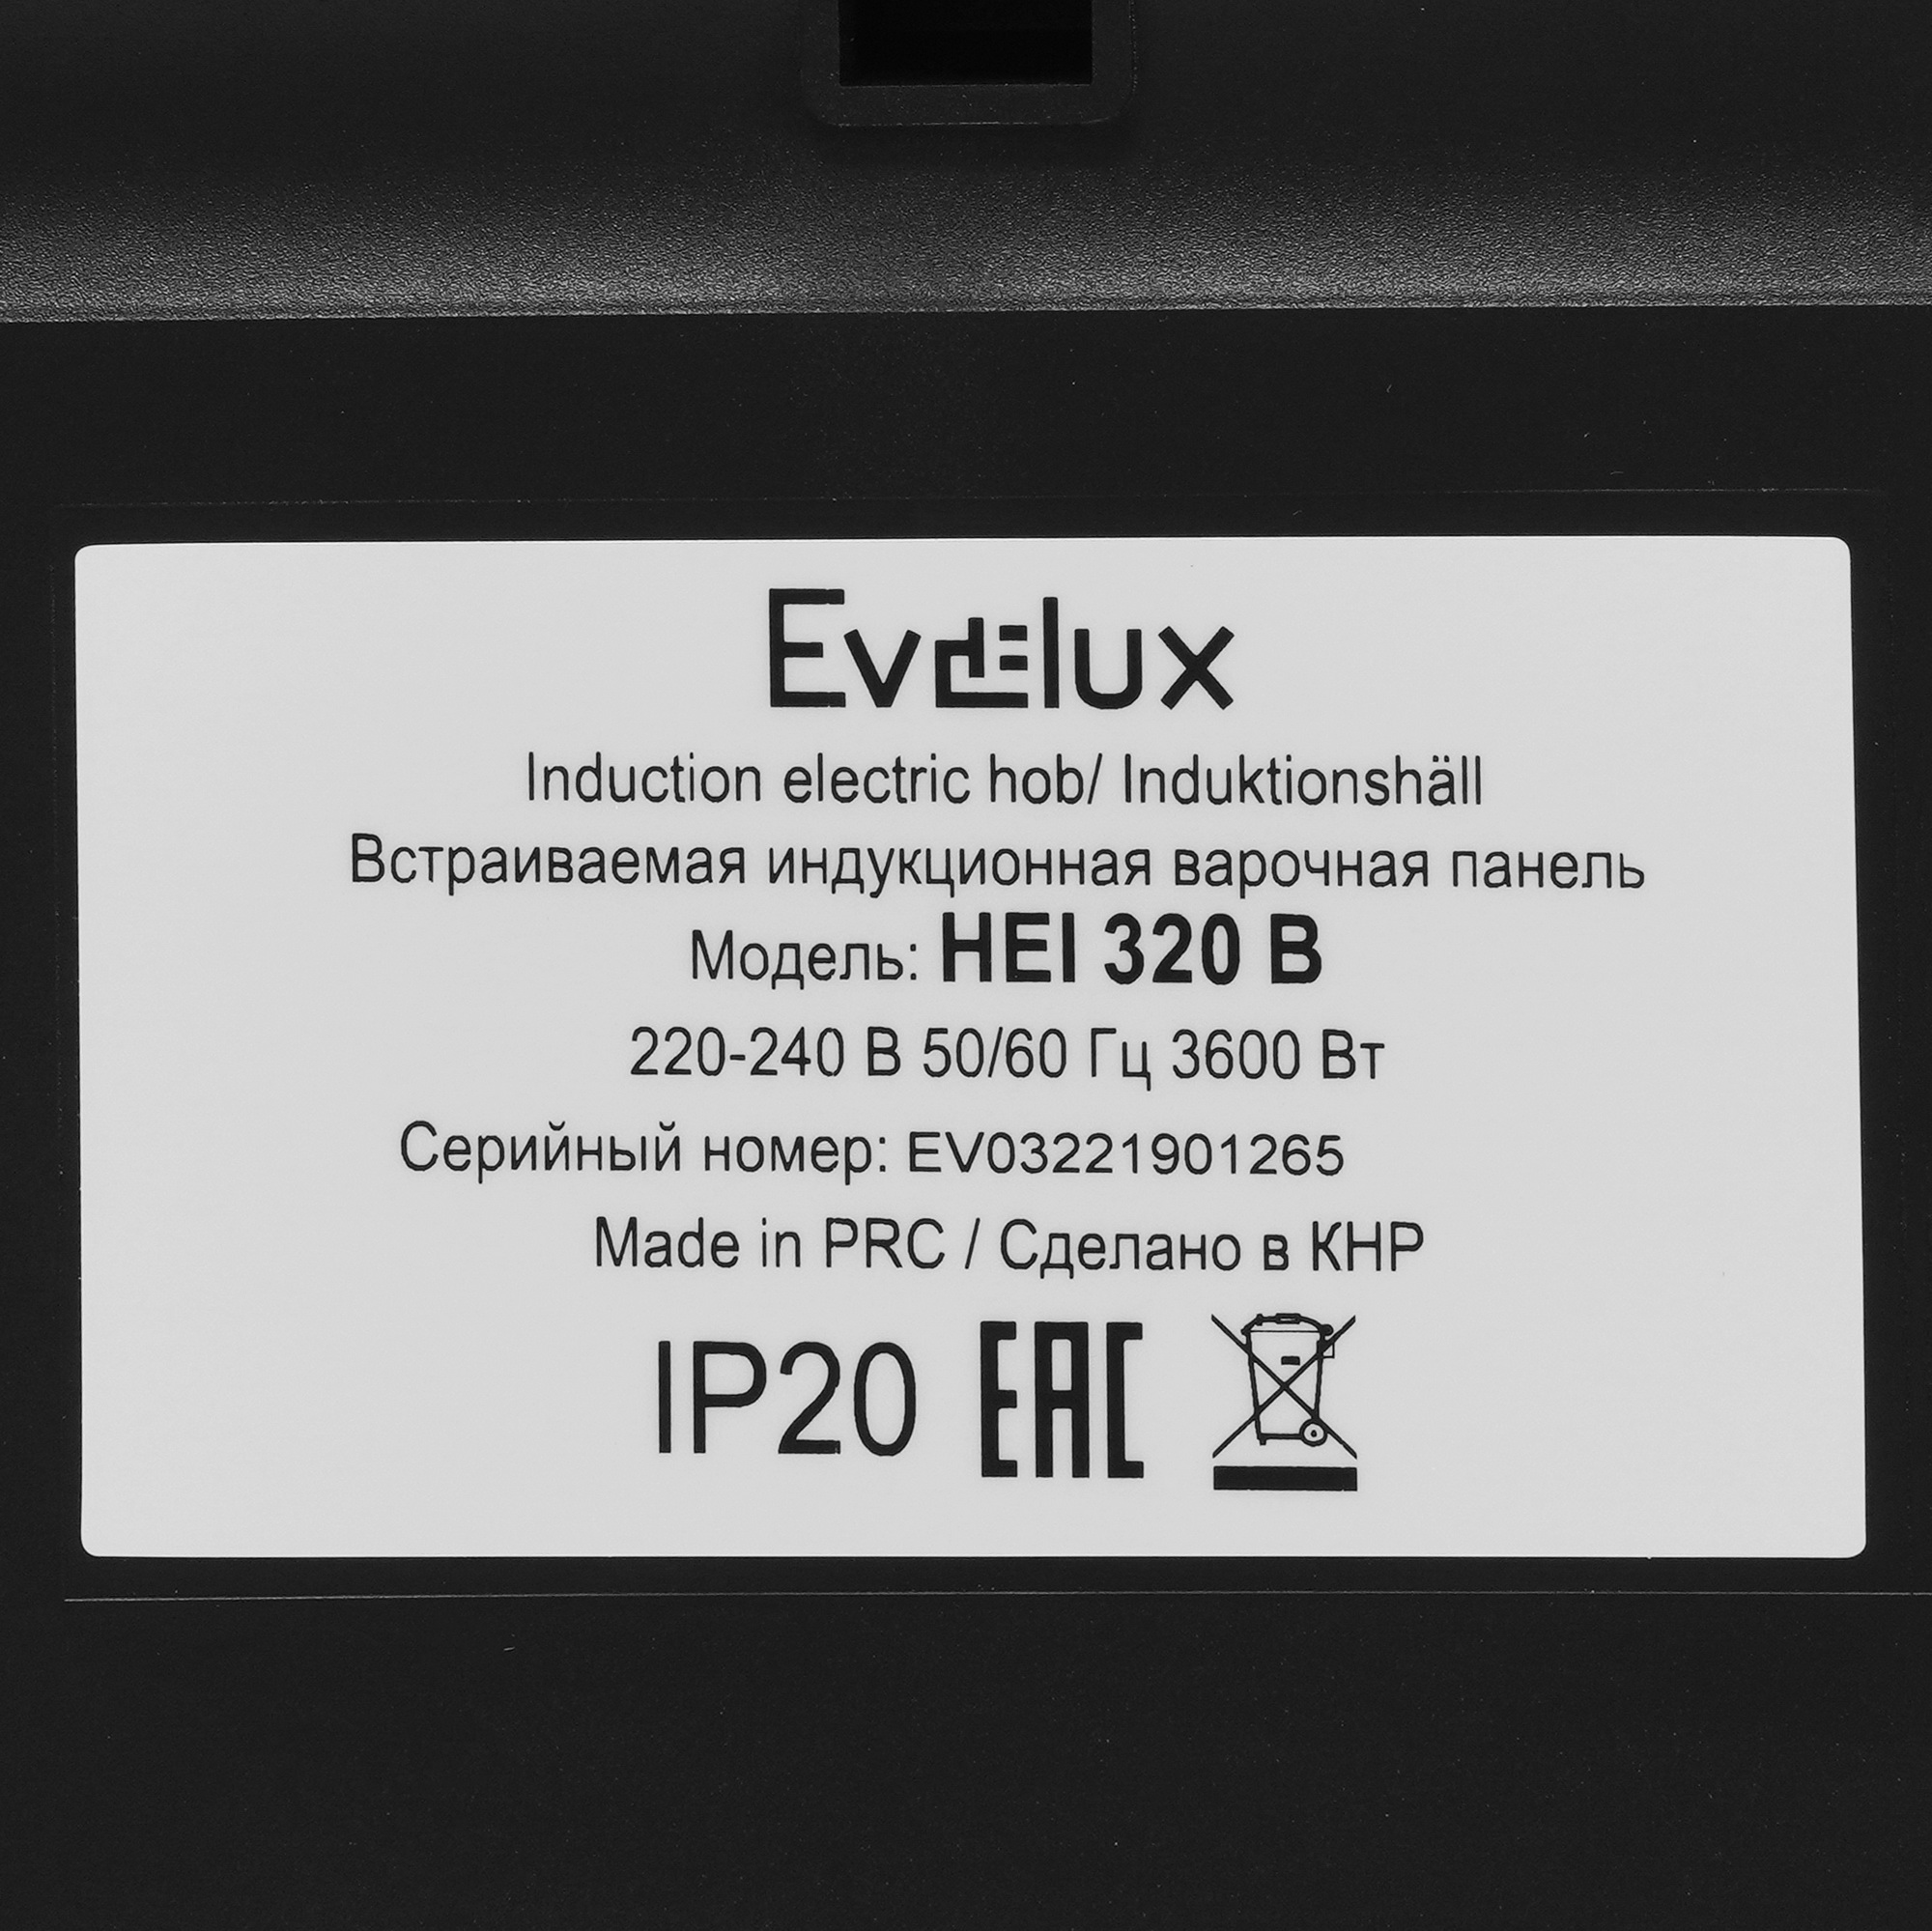 Evelux
Induction electric hob/ Induktionshäll
Встраиваемая индукционная варочная панель
Модель: HEI 320 B
220-240 В 50/60 Гц 3600 Вт
Серийный номер: EV03221901265
Made in PRC / Сделано в КНР
IP20 EAC